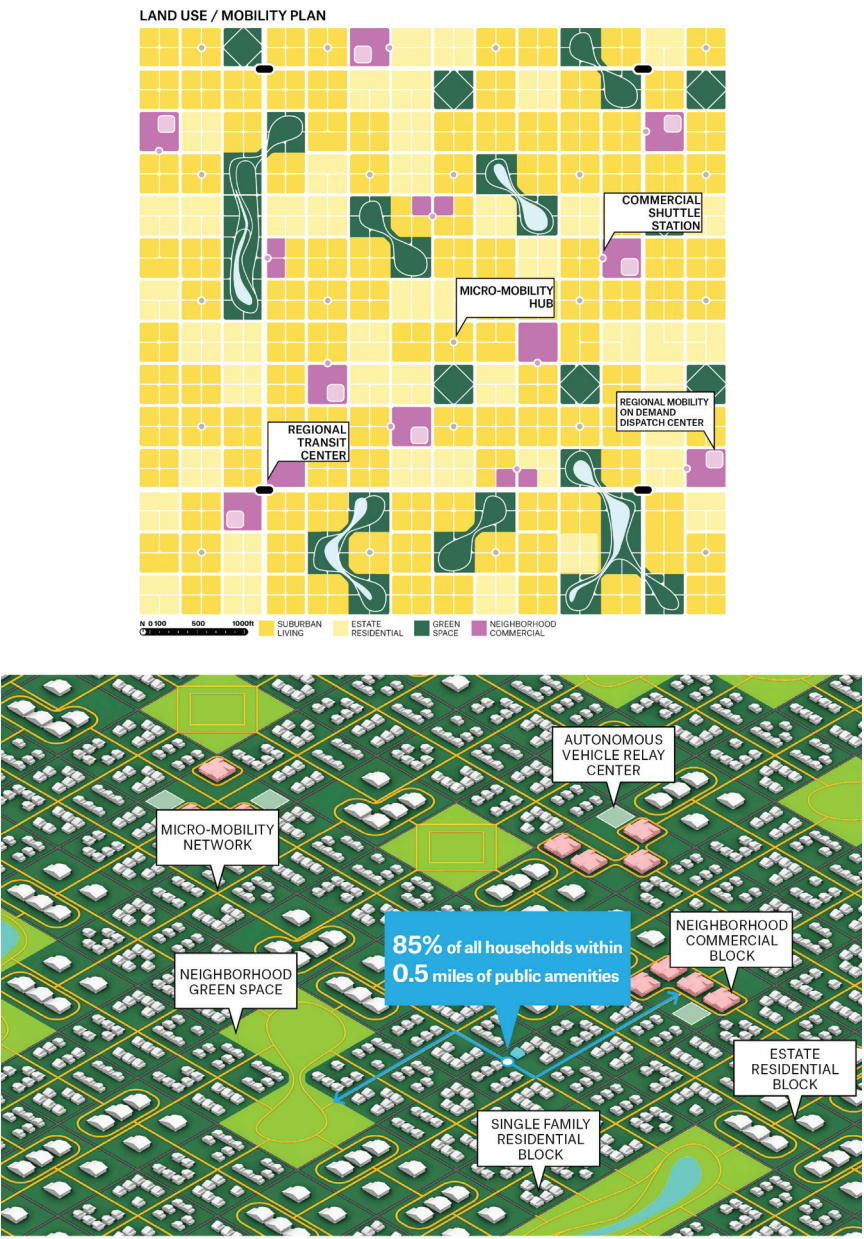 LAND USE / MOBILITY PLAN
COMMERCIAL
SHUTTLE
STATION
MICRO-MOBILITY
HUB
REGIONAL MOBILITY
ON DEMAND
DISPATCH CENTER
REGIONAL
TRANSIT
CENTER
N 0 100 500 1000ft
SUBURBAN
LIVING
ESTATE
RESIDENTIAL
GREEN
SPACE
NEIGHBORHOOD
COMMERCIAL
AUTONOMOUS
VEHICLE RELAY
CENTER
MICRO-MOBILITY
NETWORK
85% of all households within
0.5 miles of public amenities
NEIGHBORHOOD
COMMERCIAL
BLOCK
NEIGHBORHOOD
GREEN SPACE
ESTATE
RESIDENTIAL
BLOCK
SINGLE FAMILY
RESIDENTIAL
BLOCK